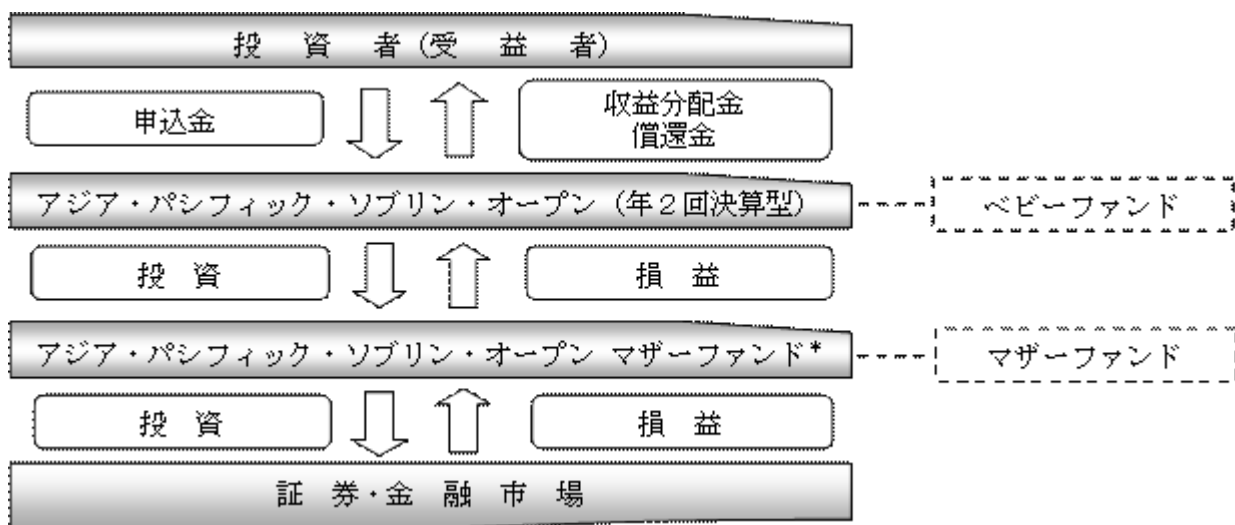 投資者(受益者)
申込金
収益分配金
償還金
アジア・パシフィック・ソブリン・オープン(年2回決算型)
ベビーファンド
投資
損益
アジア・パシフィック・ソブリン・オープン マザーファンド*
マザーファンド
投資
損益
証券・金融市場